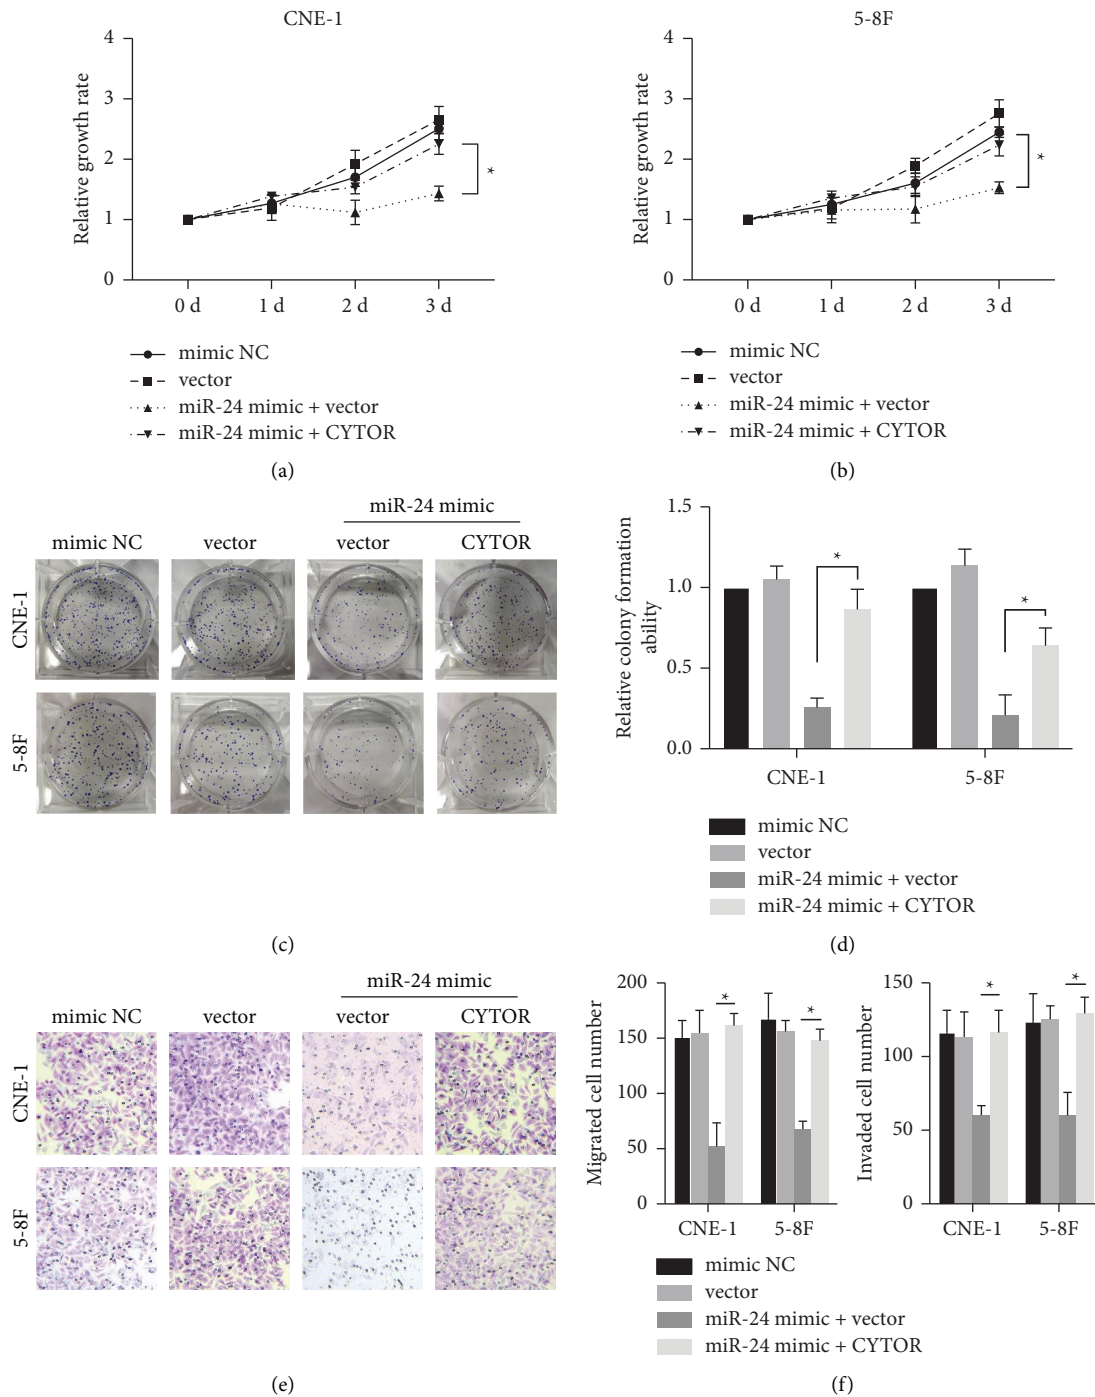 CNE-1
Relative growth rate
4
3
2
1
0
0 d 1 d 2 d 3 d
*
mimic NC
vector
miR-24 mimic + vector
miR-24 mimic + CYTOR
(a)
5-8F
Relative growth rate
4
3
2
1
0
0 d 1 d 2 d 3 d
*
mimic NC
vector
miR-24 mimic + vector
miR-24 mimic + CYTOR
(b)
miR-24 mimic
mimic NC vector vector CYTOR
CNE-1
5-8F
(c)
Relative colony formation
ability
1.5
1.0
0.5
0.0
* *
CNE-1 5-8F
mimic NC
vector
miR-24 mimic + vector
miR-24 mimic + CYTOR
(d)
miR-24 mimic
mimic NC vector vector CYTOR
CNE-1
5-8F
(e)
Migrated cell number
200
150
100
50
0
* *
CNE-1 5-8F
Invaded cell number
150
100
50
0
* *
CNE-1 5-8F
mimic NC
vector
miR-24 mimic + vector
miR-24 mimic + CYTOR
(f)